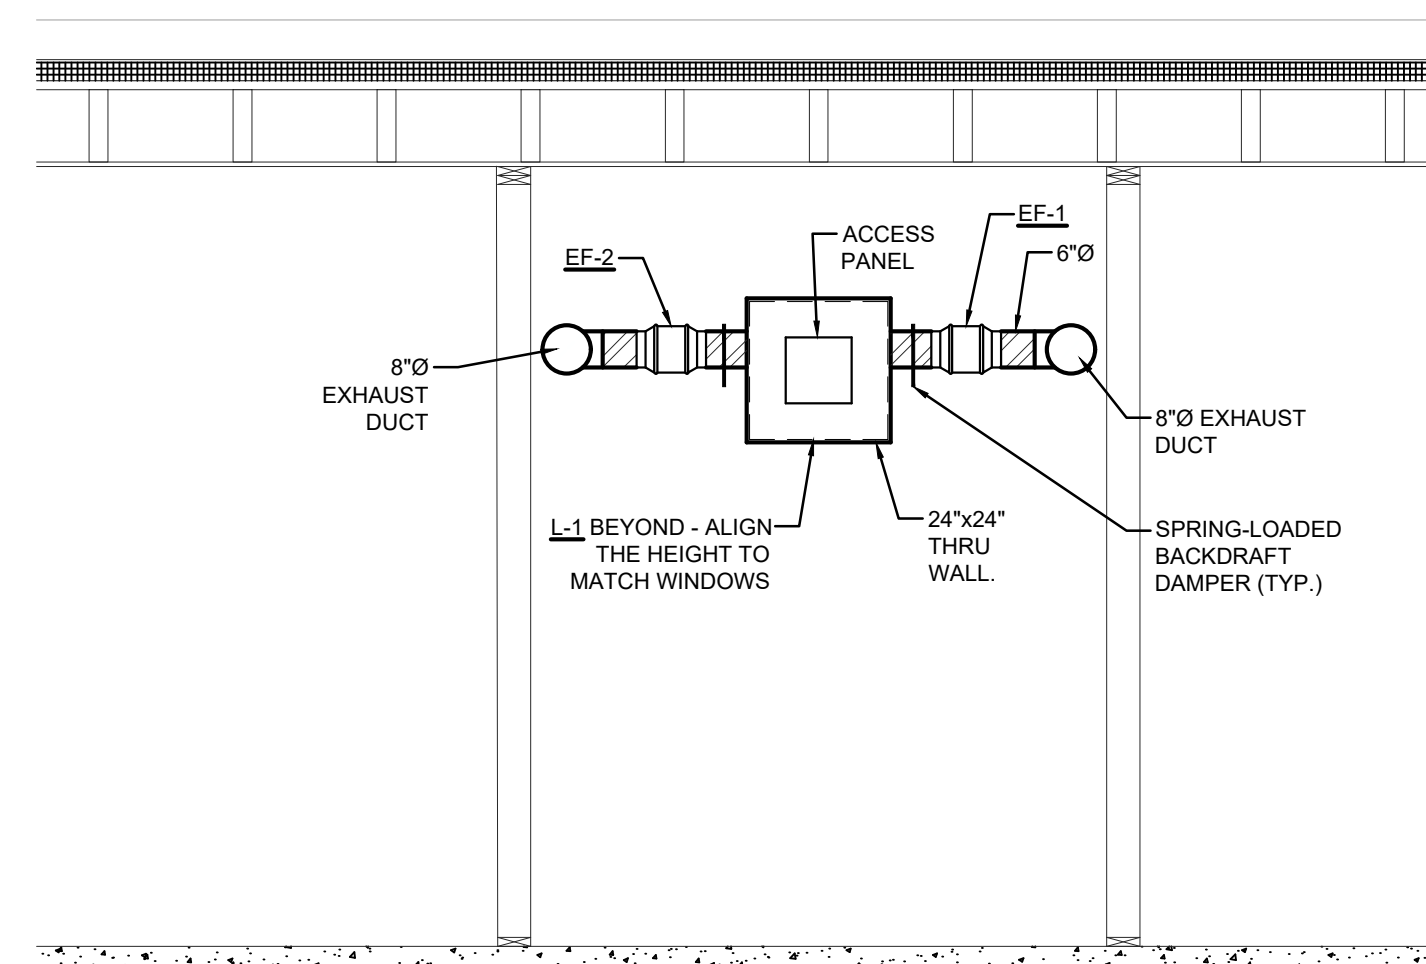 EF-1
ACCESS
PANEL
EF-2
6"Ø
8"Ø
EXHAUST
DUCT
8"Ø EXHAUST
DUCT
L-1 BEYOND - ALIGN
THE HEIGHT TO
MATCH WINDOWS
24"x24"
THRU
WALL.
SPRING-LOADED
BACKDRAFT
DAMPER (TYP.)